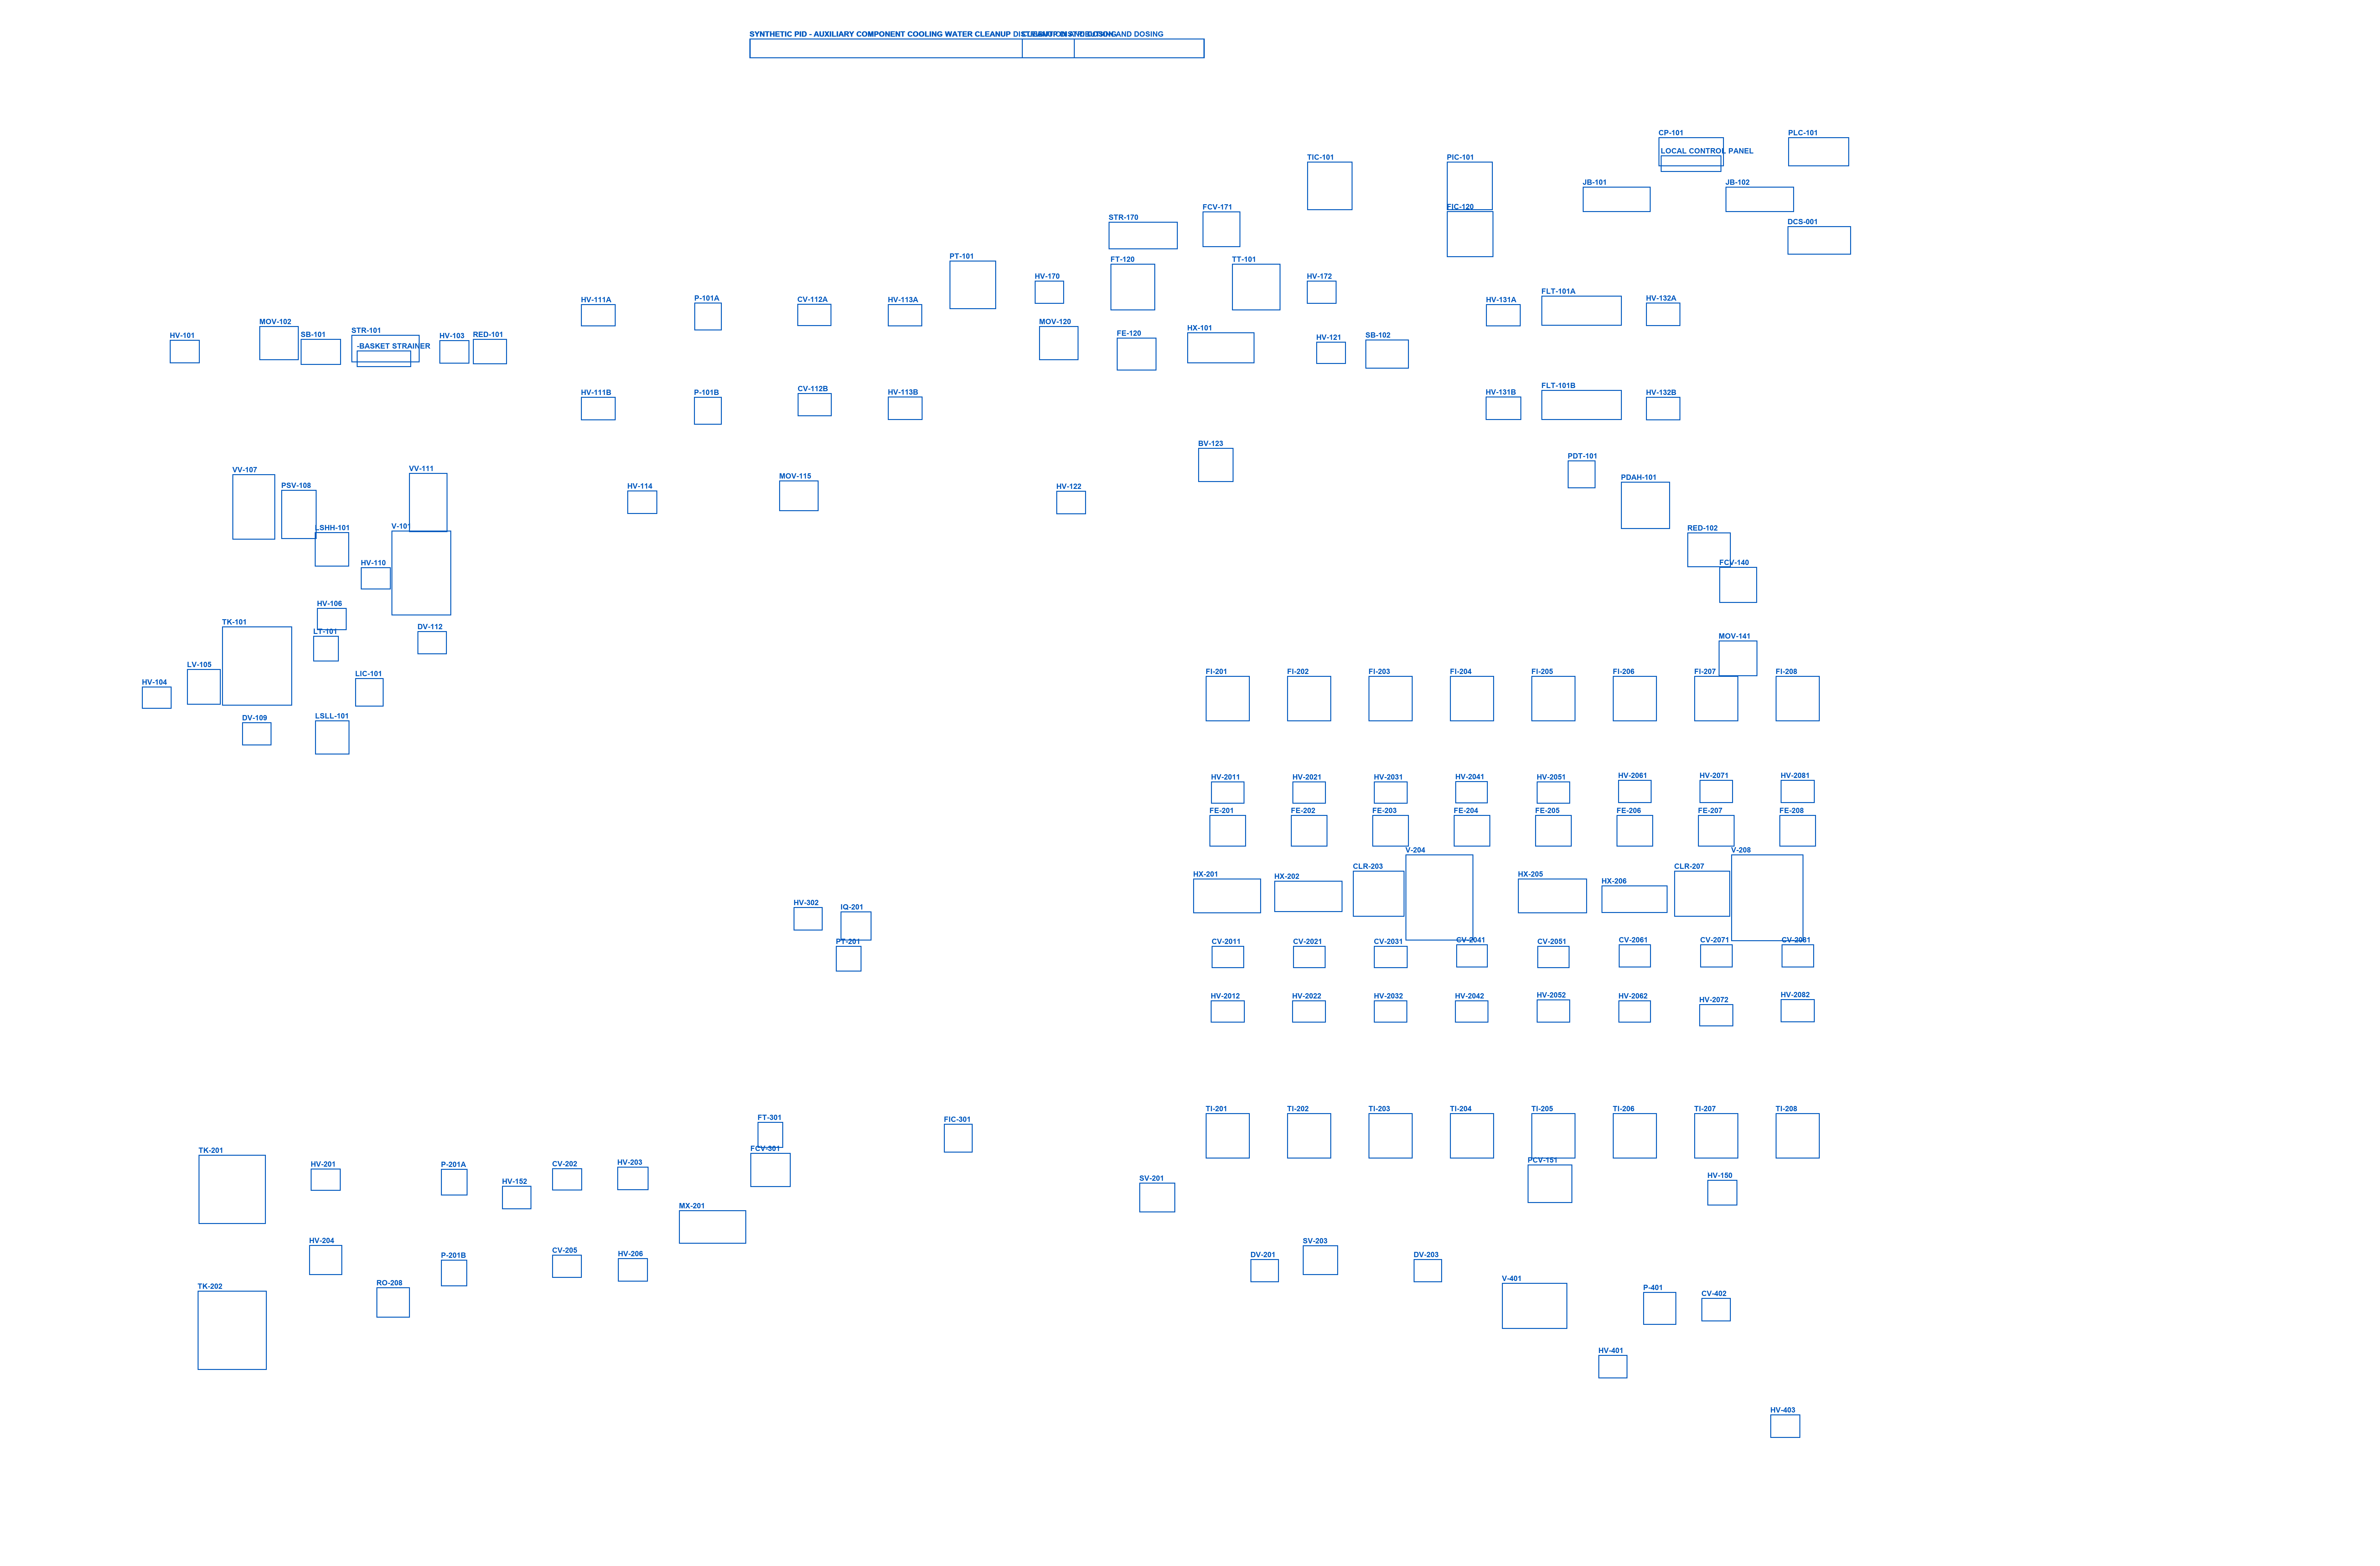 SYNTHETIC PID - AUXILIARY COMPONENT COOLING WATER CLEANUP DISTRIBUTION AND DOSING
CLEANUP DISTRIBUTION AND DOSING
CP-101
PLC-101
LOCAL CONTROL PANEL
TIC-101
PIC-101
JB-101
JB-102
FCV-171
FIC-120
STR-170
DCS-001
PT-101
FT-120
TT-101
HV-170
HV-172
FLT-101A
HV-111A
P-101A
CV-112A
HV-113A
HV-131A
HV-132A
MOV-102
MOV-120
STR-101
HX-101
HV-101
SB-101
HV-103
RED-101
FE-120
HV-121
SB-102
-BASKET STRAINER
FLT-101B
HV-111B
P-101B
CV-112B
HV-113B
HV-131B
HV-132B
BV-123
PDT-101
VV-107
VV-111
MOV-115
PDAH-101
PSV-108
HV-114
HV-122
LSHH-101
V-101
RED-102
HV-110
FCV-140
HV-106
TK-101
LT-101
DV-112
MOV-141
LV-105
LIC-101
FI-201
FI-202
FI-203
FI-204
FI-205
FI-206
FI-207
FI-208
HV-104
DV-109
LSLL-101
HV-2011
HV-2021
HV-2031
HV-2041
HV-2051
HV-2061
HV-2071
HV-2081
FE-201
FE-202
FE-203
FE-204
FE-205
FE-206
FE-207
FE-208
V-204
V-208
HX-201
HX-202
CLR-203
HX-205
HX-206
CLR-207
HV-302
IQ-201
PT-201
CV-2011
CV-2021
CV-2031
CV-2041
CV-2051
CV-2061
CV-2071
CV-2081
HV-2012
HV-2022
HV-2032
HV-2042
HV-2052
HV-2062
HV-2072
HV-2082
TI-201
TI-202
TI-203
TI-204
TI-205
TI-206
TI-207
TI-208
FT-301
FIC-301
TK-201
FCV-301
HV-201
P-201A
CV-202
HV-203
PCV-151
HV-152
SV-201
HV-150
MX-201
HV-204
P-201B
CV-205
HV-206
DV-201
SV-203
DV-203
TK-202
RO-208
V-401
P-401
CV-402
HV-401
HV-403